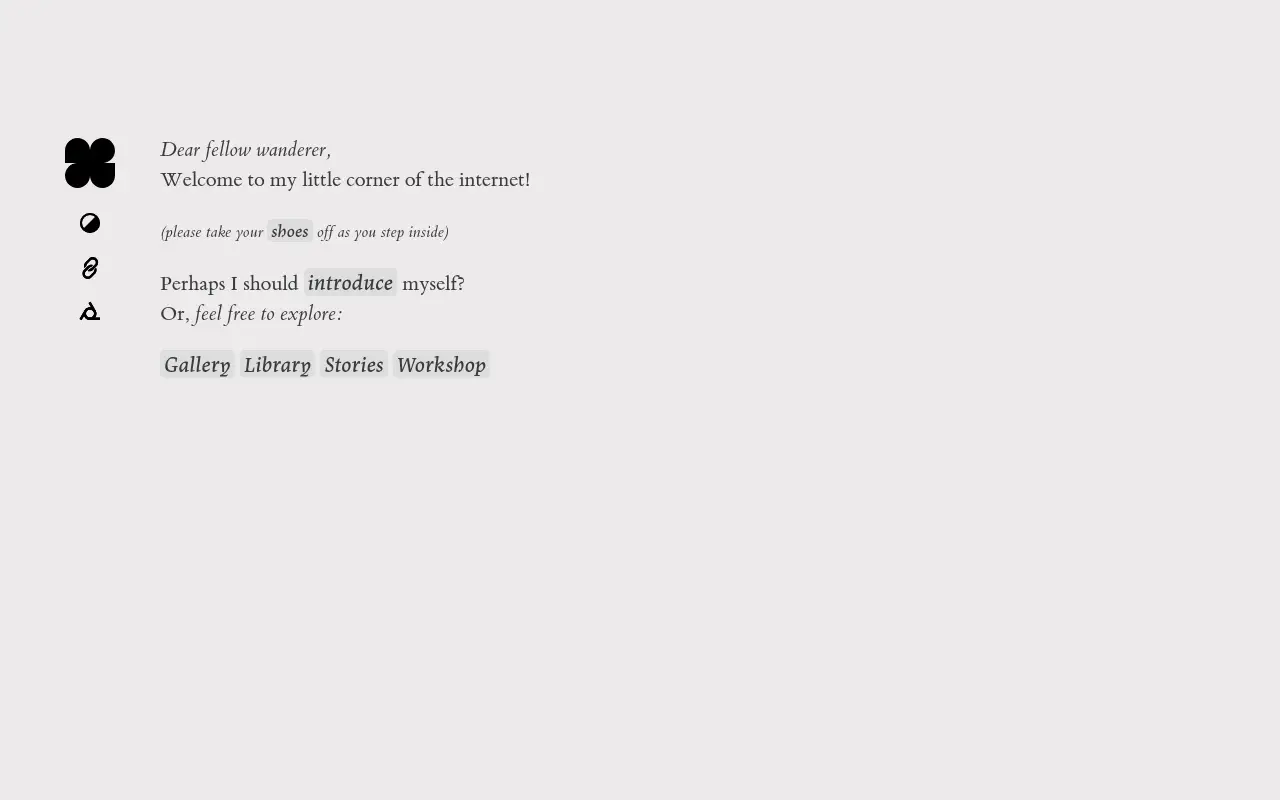 Dear fellow wanderer,
Welcome to my little corner of the internet!
(please take your shoes off as you step inside)
Perhaps I should introduce myself?
Or, feel free to explore:
Gallery Library Stories Workshop